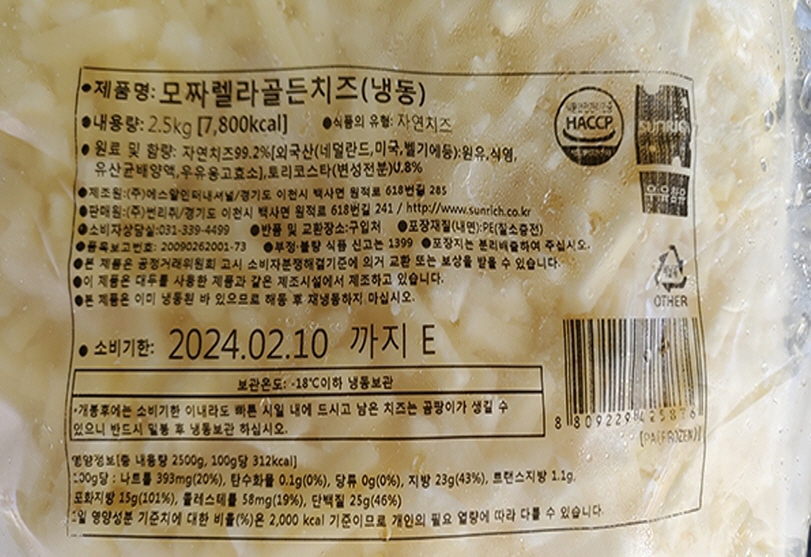 ●제품명: 모짜렐라골든치즈(냉동)
●내용량: 2.5kg [7,800kcal] ●식품의 유형: 자연치즈
● 원료 및 함량: 자연치즈99.2%[외국산(네덜란드,미국,벨기에등):원유,식염,
유산균배양액,우유응고효소],토리코스타(변성전분)0.8%
●제조원:(주)에스알인터내셔널/경기도 이천시 백사면 원적로 618번길 285
●판매원:(주)썬리취/경기도 이천시 백사면 원적로 618번길 241 / http://www.sunrich.co.kr
●소비자상담실:031-339-4499 ●반품 및 교환장소:구입처 ●포장재질(내면):PE(질소충전)
●품목보고번호: 20090262001-73 ●부정·불량 식품 신고는 1399 ●포장지는 분리배출하여 주십시오.
●본 제품은 공정거래위원회 고시 소비자분쟁해결기준에 의거 교환 또는 보상을 받을 수 있습니다.
●이 제품은 대두를 사용한 제품과 같은 제조시설에서 제조하고 있습니다.
●본 제품은 이미 냉동된 바 있으므로 해동 후 재냉동하지 마십시오.
HACCP
SUNRICH
OTHER
● 소비기한: 2024.02.10 까지 E
보관온도: -18℃이하 냉동보관
·개봉후에는 소비기한 이내라도 빠른 시일 내에 드시고 남은 치즈는 곰팡이가 생길 수
있으니 반드시 밀봉 후 냉동보관 하십시오.
8 809229 425876
[PA(FROZEN)]
영양정보[총 내용량 2500g, 100g당 312kcal]
100g당 : 나트륨 393mg(20%), 탄수화물 0.1g(0%), 당류 0g(0%), 지방 23g(43%), 트랜스지방 1.1g,
포화지방 15g(101%), 콜레스테롤 58mg(19%), 단백질 25g(46%)
1일 영양성분 기준치에 대한 비율(%)은 2,000 kcal 기준이므로 개인의 필요 열량에 따라 다를 수 있습니다.